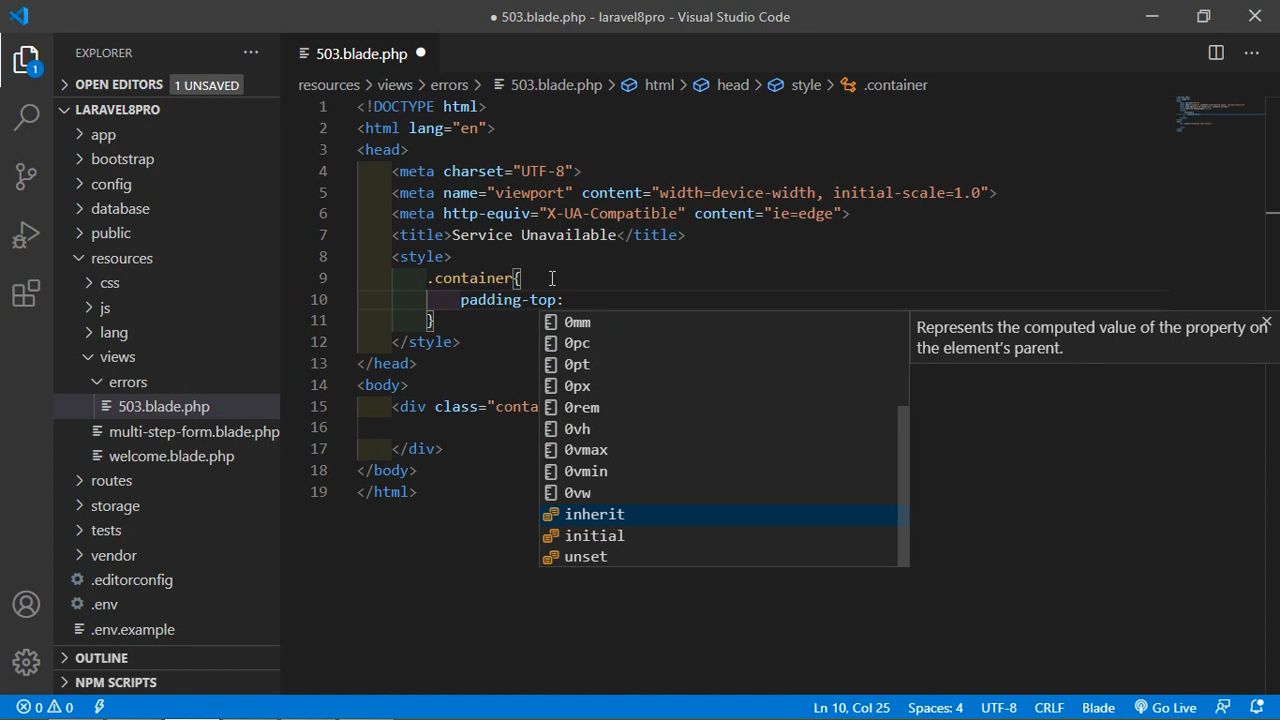 ● 503.blade.php - laravel8pro - Visual Studio Code
EXPLORER
OPEN EDITORS 1 UNSAVED
LARAVEL8PRO
app
bootstrap
config
database
public
resources
css
js
lang
views
errors
503.blade.php
multi-step-form.blade.php
welcome.blade.php
routes
storage
tests
vendor
.editorconfig
.env
.env.example
OUTLINE
NPM SCRIPTS
1
503.blade.php
resources > views > errors > 503.blade.php > html > head > style > .container
1 <!DOCTYPE html>
2 <html lang="en">
3 <head>
4 <meta charset="UTF-8">
5 <meta name="viewport" content="width=device-width, initial-scale=1.0">
6 <meta http-equiv="X-UA-Compatible" content="ie=edge">
7 <title>Service Unavailable</title>
8 <style>
9 .container{
10 padding-top:
11 }
12 </style>
13 </head>
14 <body>
15 <div class="conta
16
17 </div>
18 </body>
19 </html>
0mm
0pc
0pt
0px
0rem
0vh
0vmax
0vmin
0vw
inherit
initial
unset
Represents the computed value of the property on
the element's parent.
0 0 Ln 10, Col 25 Spaces: 4 UTF-8 CRLF Blade Go Live